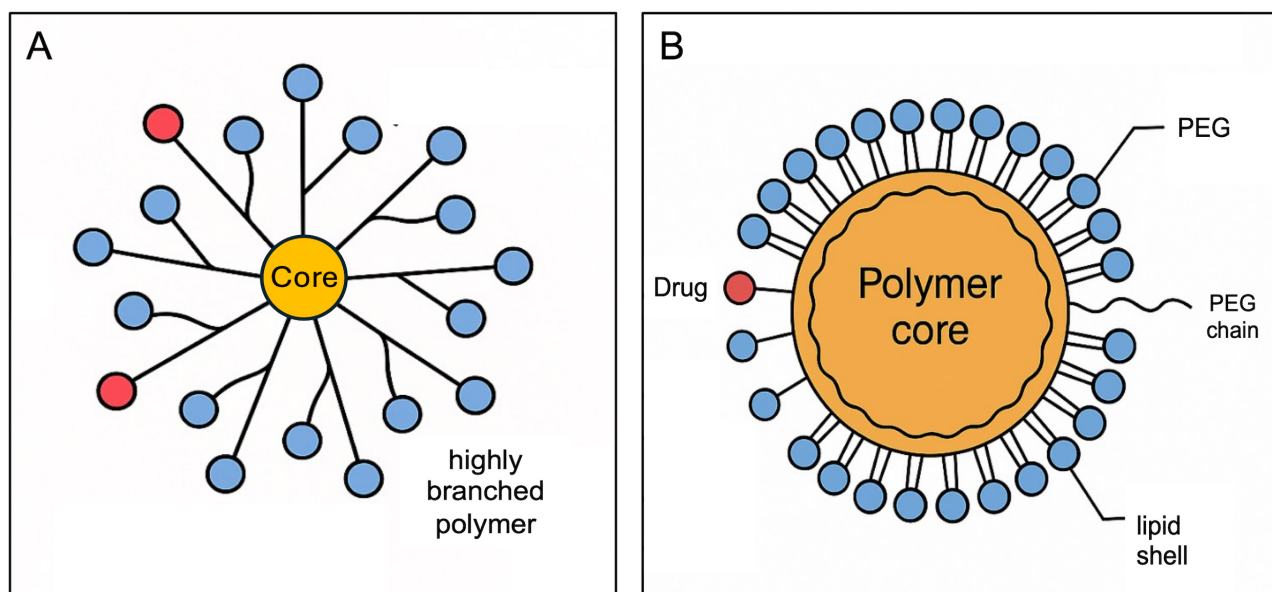 A
Core
highly
branched
polymer
B
PEG
Drug
Polymer
core
PEG
chain
lipid
shell